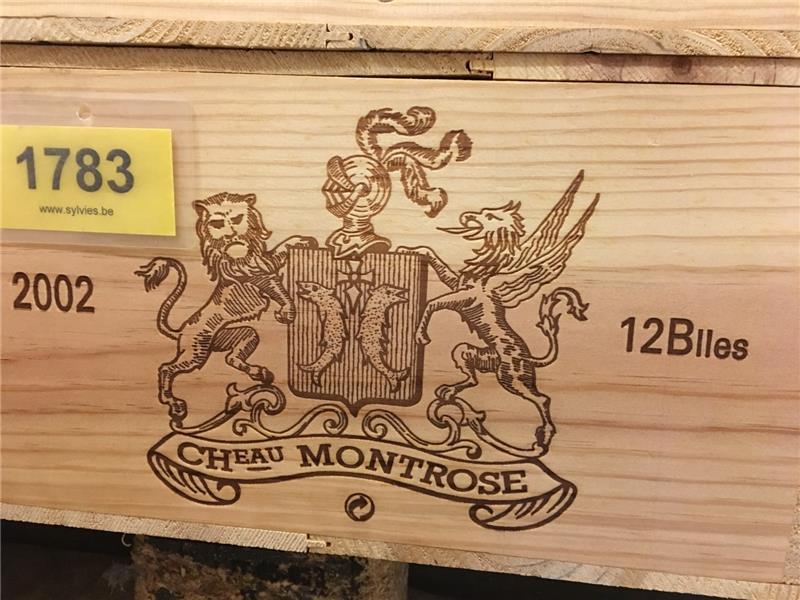 1783
www.sylvies.be
2002
12Blles
CHEAU MONTROSE